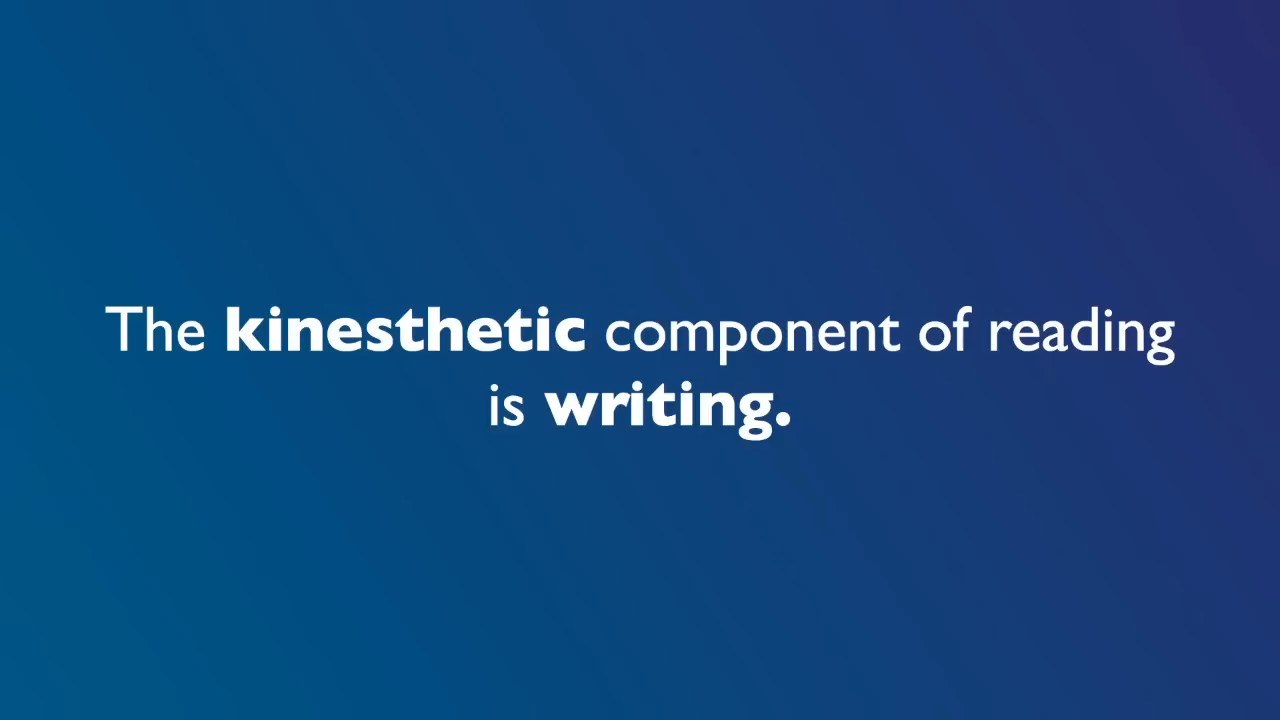 The kinesthetic component of reading
is writing.